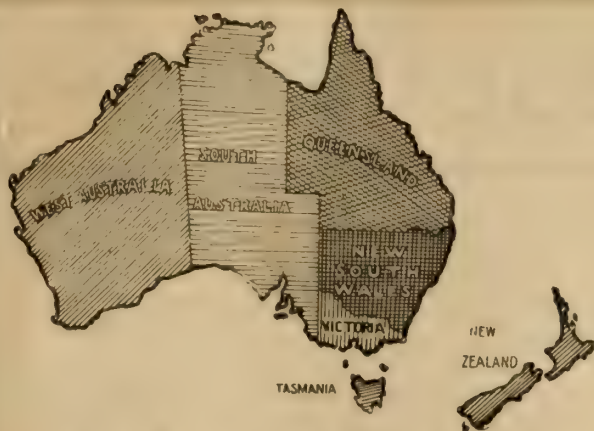 WEST AUSTRALIA
SOUTH
AUSTRALIA
QUEENSLAND
NEW
SOUTH
WALES
VICTORIA
TASMANIA
NEW
ZEALAND